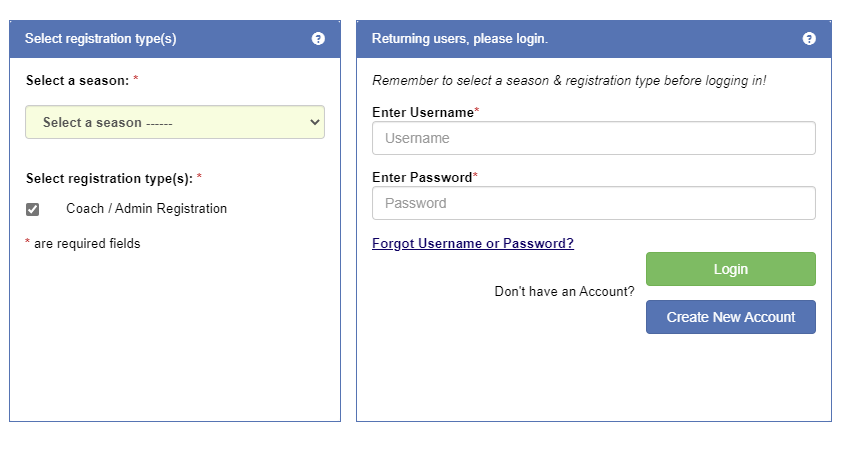 Select registration type(s)
Select a season: *
Select a season ------
Select registration type(s): *
Coach / Admin Registration
* are required fields
Returning users, please login.
Remember to select a season & registration type before logging in!
Enter Username*
Username
Enter Password*
Password
Forgot Username or Password?
Login
Don't have an Account?
Create New Account